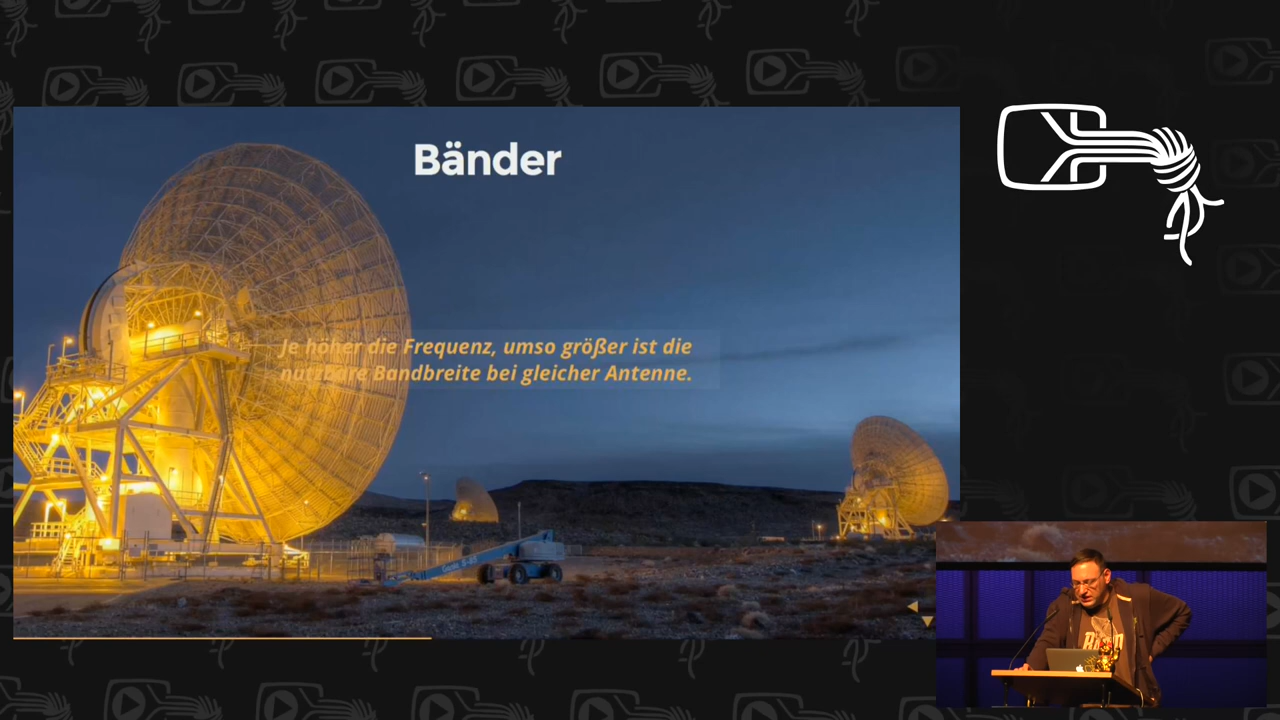 Bänder
Je höher die Frequenz, umso größer ist die
nutzbare Bandbreite bei gleicher Antenne.